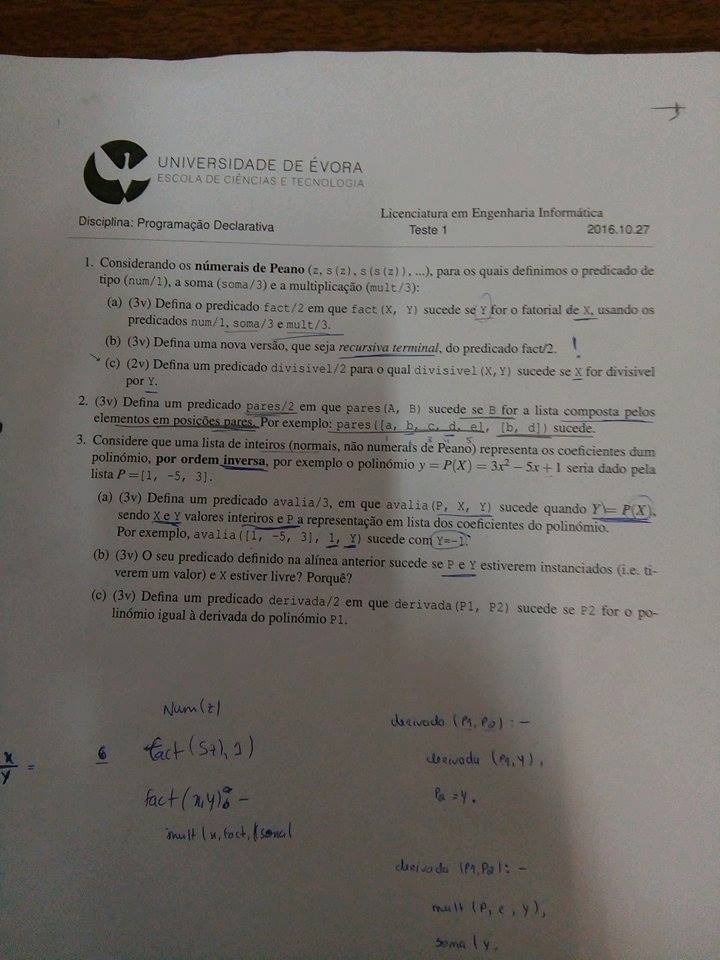 UNIVERSIDADE DE ÉVORA
ESCOLA DE CIÊNCIAS E TECNOLOGIA
Licenciatura em Engenharia Informática
Disciplina: Programação Declarativa Teste 1 2016.10.27
1. Considerando os númerais de Peano (z, s(z), s(s(z)), ...), para os quais definimos o predicado de
tipo (num/1), a soma (soma/3) e a multiplicação (mult/3):
(a) (3v) Defina o predicado fact/2 em que fact(X, Y) sucede se Y for o fatorial de X, usando os
predicados num/1, soma/3 e mult/3.
(b) (3v) Defina uma nova versão, que seja recursiva terminal, do predicado fact/2. !
(c) (2v) Defina um predicado divisivel/2 para o qual divisivel(X,Y) sucede se X for divisivel
por Y.
2. (3v) Defina um predicado pares/2 em que pares(A, B) sucede se B for a lista composta pelos
elementos em posições pares. Por exemplo: pares([a, b, c, d, e], [b, d]) sucede.
3. Considere que uma lista de inteiros (normais, não numerais de Peano) representa os coeficientes dum
polinómio, por ordem inversa, por exemplo o polinómio y = P(X) = 3x² − 5x + 1 seria dado pela
lista P = [1, -5, 3].
(a) (3v) Defina um predicado avalia/3, em que avalia(P, X, Y) sucede quando Y = P(X),
sendo X e Y valores interiros e P a representação em lista dos coeficientes do polinómio.
Por exemplo, avalia([1, -5, 3], 1, Y) sucede com Y=-1.
(b) (3v) O seu predicado definido na alínea anterior sucede se P e Y estiverem instanciados (i.e. ti-
verem um valor) e X estiver livre? Porquê?
(c) (3v) Defina um predicado derivada/2 em que derivada(P1, P2) sucede se P2 for o po-
linómio igual à derivada do polinómio P1.
Num(z)
x/y = 6 fact(
fact(x,y) :-
mult(x, fact,
derivada (P1, P2) : -
derivada (P1, Y),
P2 = Y.
derivada (P1, P2) : -
mult (P, e, Y),
soma (Y,